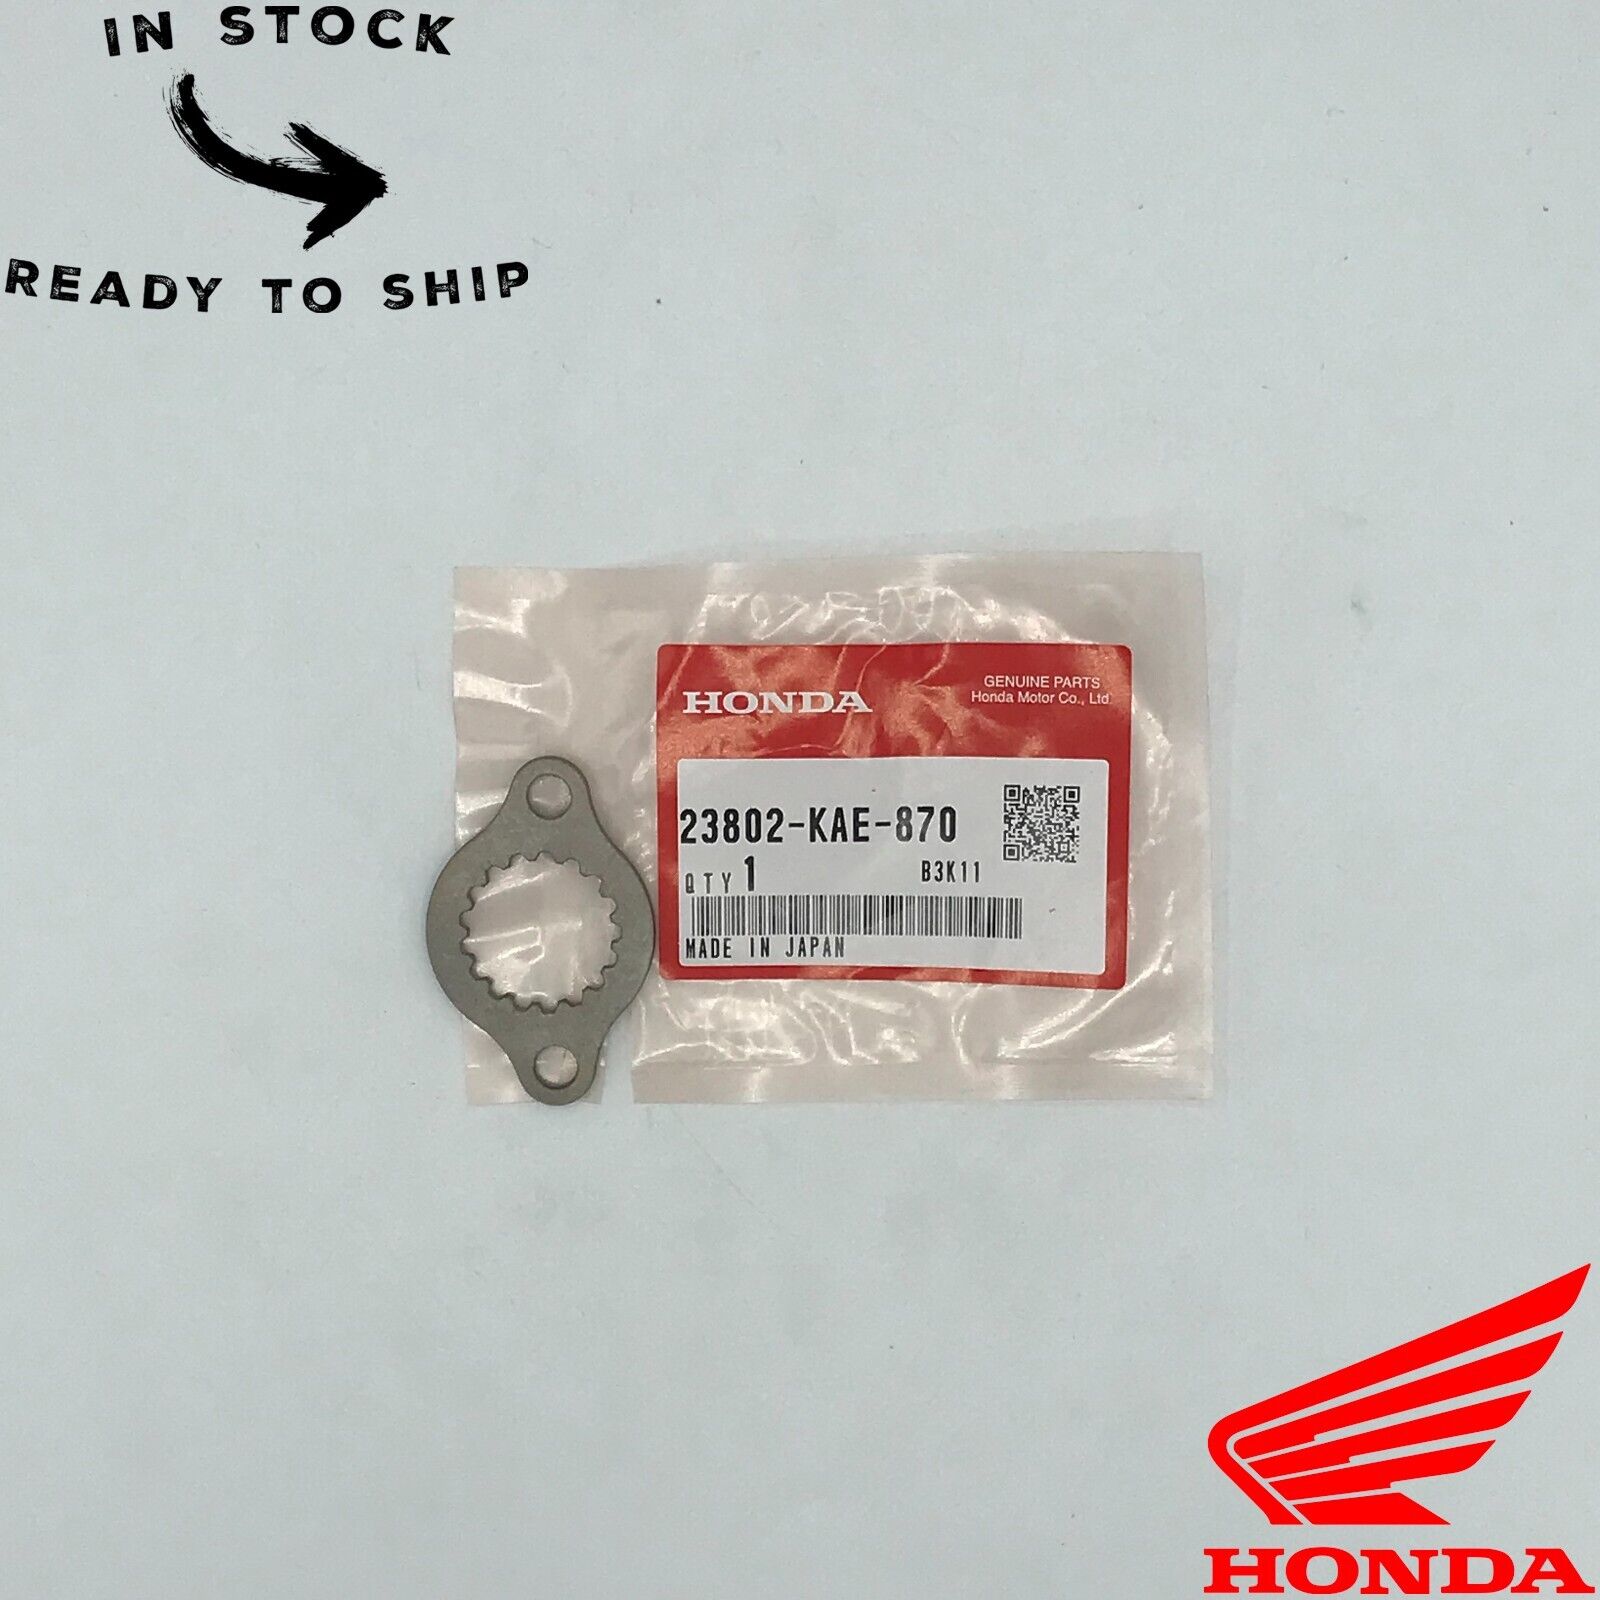 IN STOCK
READY TO SHIP
HONDA
GENUINE PARTS
Honda Motor Co., Ltd.
23802-KAE-870
QTY 1
B3K11
MADE IN JAPAN
HONDA